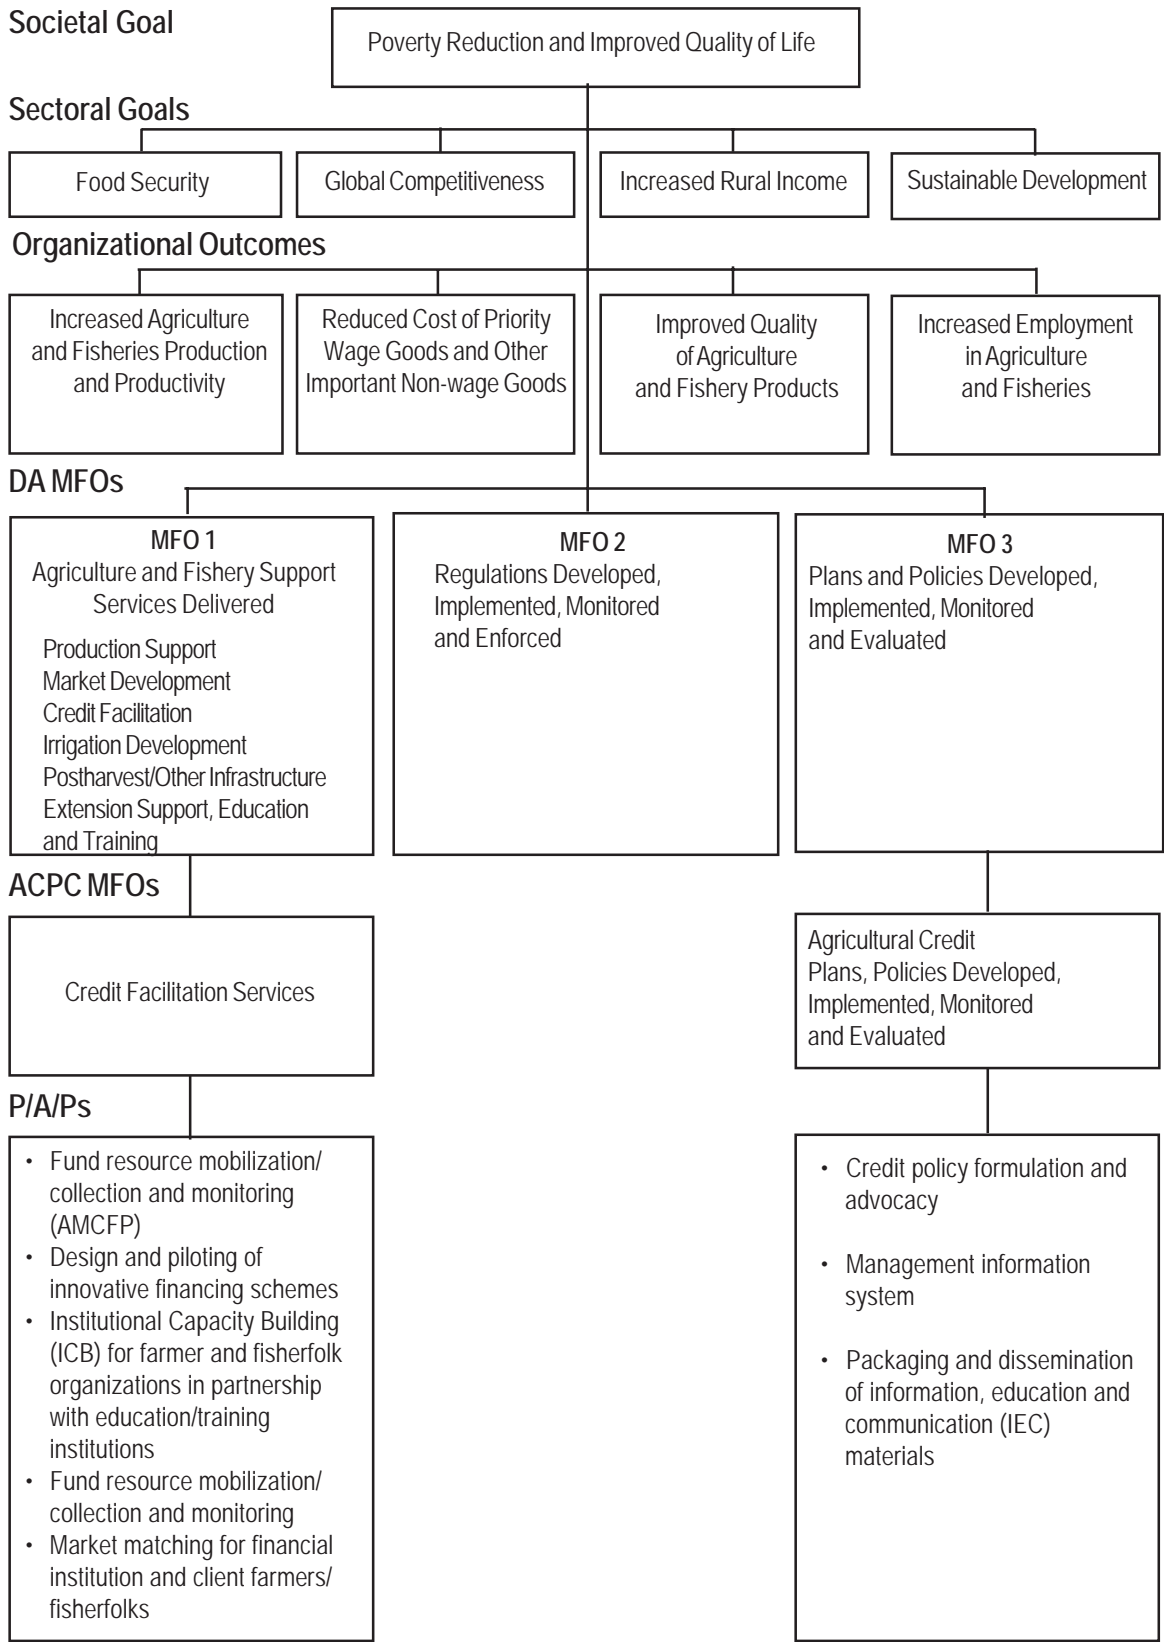 Societal Goal
Poverty Reduction and Improved Quality of Life
Sectoral Goals
Food Security
Global Competitiveness
Increased Rural Income
Sustainable Development
Organizational Outcomes
Increased Agriculture
and Fisheries Production
and Productivity
Reduced Cost of Priority
Wage Goods and Other
Important Non-wage Goods
Improved Quality
of Agriculture
and Fishery Products
Increased Employment
in Agriculture
and Fisheries
DA MFOs
MFO 1
Agriculture and Fishery Support
Services Delivered
Production Support
Market Development
Credit Facilitation
Irrigation Development
Postharvest/Other Infrastructure
Extension Support, Education
and Training
MFO 2
Regulations Developed,
Implemented, Monitored
and Enforced
MFO 3
Plans and Policies Developed,
Implemented, Monitored
and Evaluated
ACPC MFOs
Credit Facilitation Services
Agricultural Credit
Plans, Policies Developed,
Implemented, Monitored
and Evaluated
P/A/Ps
• Fund resource mobilization/
collection and monitoring
(AMCFP)
• Design and piloting of
innovative financing schemes
• Institutional Capacity Building
(ICB) for farmer and fisherfolk
organizations in partnership
with education/training
institutions
• Fund resource mobilization/
collection and monitoring
• Market matching for financial
institution and client farmers/
fisherfolks
• Credit policy formulation and
advocacy
• Management information
system
• Packaging and dissemination
of information, education and
communication (IEC)
materials